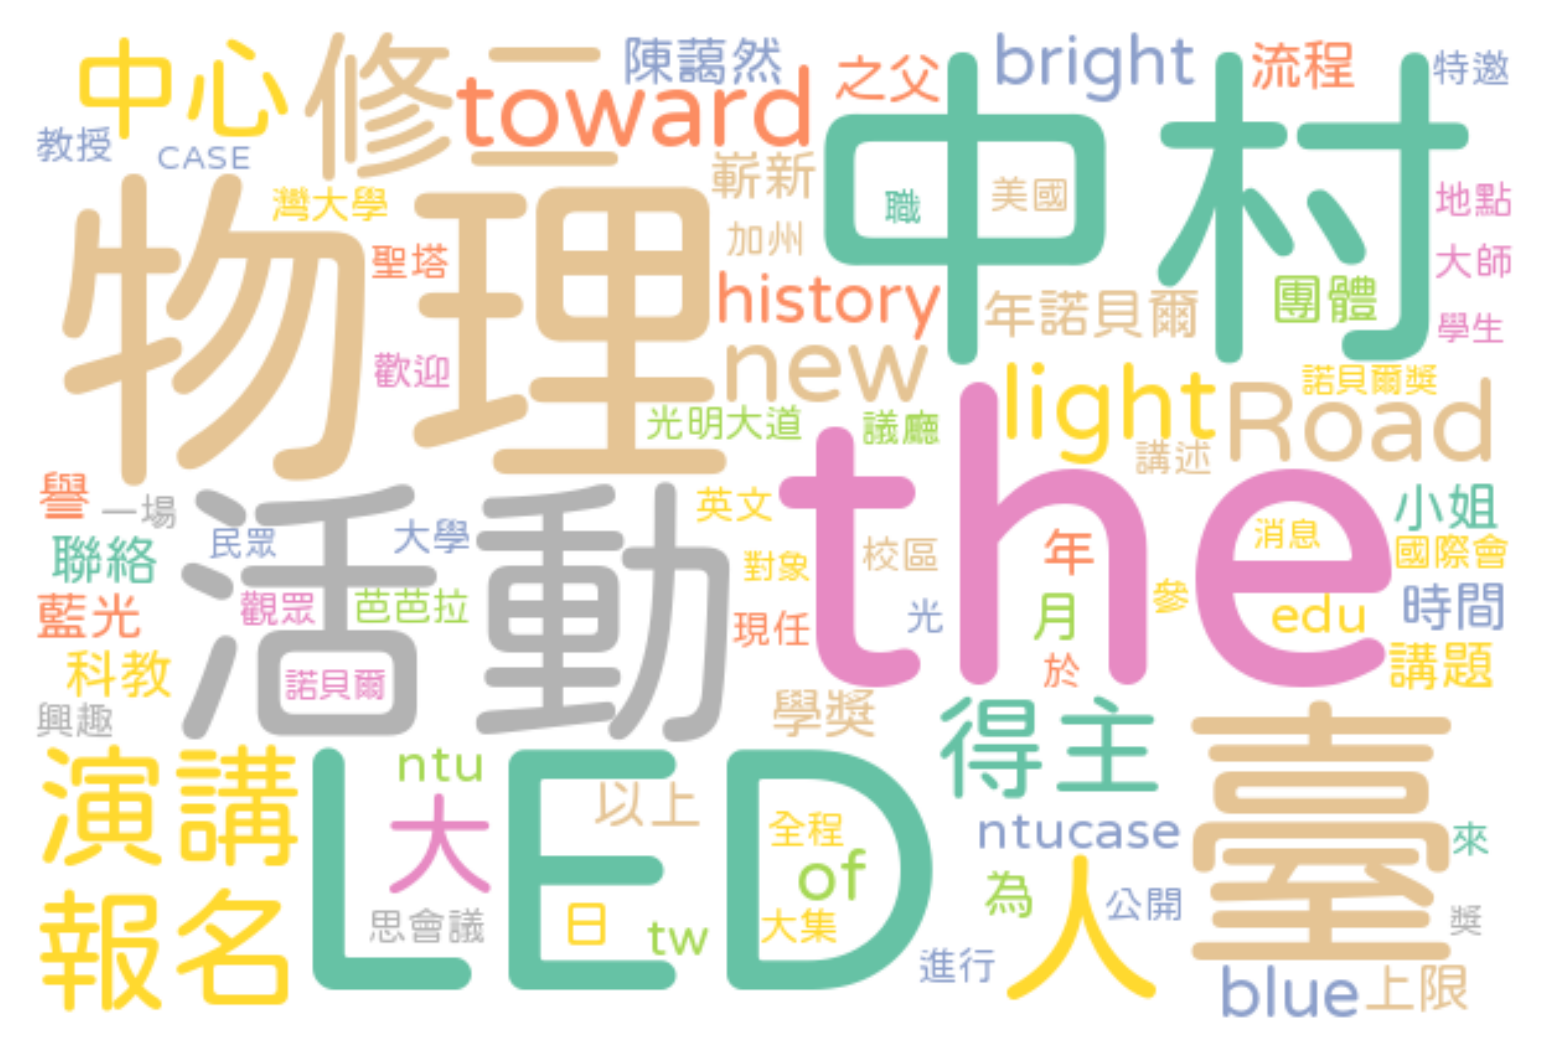 中心
修二
陳藹然
toward
之父
bright
流程
特邀
教授
CASE
中村
嶄新
職
美國
地點
灣大學
物理
聖塔
加州
大師
history
年諾貝爾
團體
學生
歡迎
new
light
諾貝爾獎
Road
光明大道
議廳
the
講述
譽
一場
活動
民眾
大學
英文
小姐
消息
聯絡
對象
校區
年
國際會
藍光
觀眾
芭芭拉
現任
光
月
參
edu
時間
科教
諾貝爾
於
講題
興趣
學獎
得主
臺
演講
LED
ntu
大
以上
全程
ntucase
來
of
人
為
公開
報名
思會議
日
tw
大集
獎
進行
blue
上限